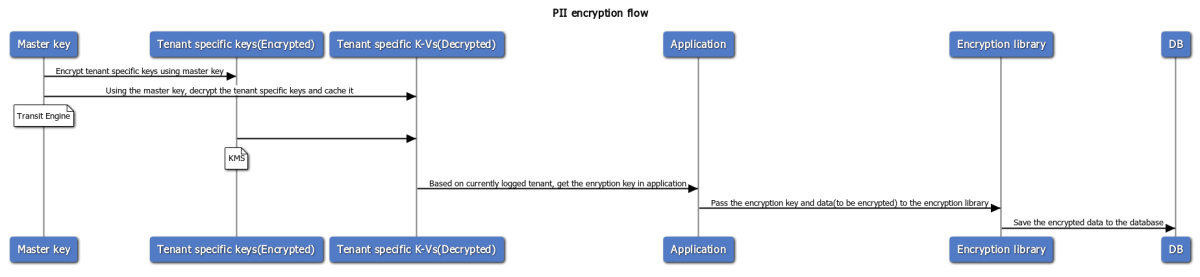 PII encryption flow
Master key
Tenant specific keys(Encrypted)
Tenant specific K-Vs(Decrypted)
Application
Encryption library
DB
Encrypt tenant specific keys using master key
Using the master key, decrypt the tenant specific keys and cache it
Transit Engine
KMS
Based on currently logged tenant, get the enryption key in application
Pass the encryption key and data(to be encrypted) to the encryption library
Save the encrypted data to the database
Master key
Tenant specific keys(Encrypted)
Tenant specific K-Vs(Decrypted)
Application
Encryption library
DB